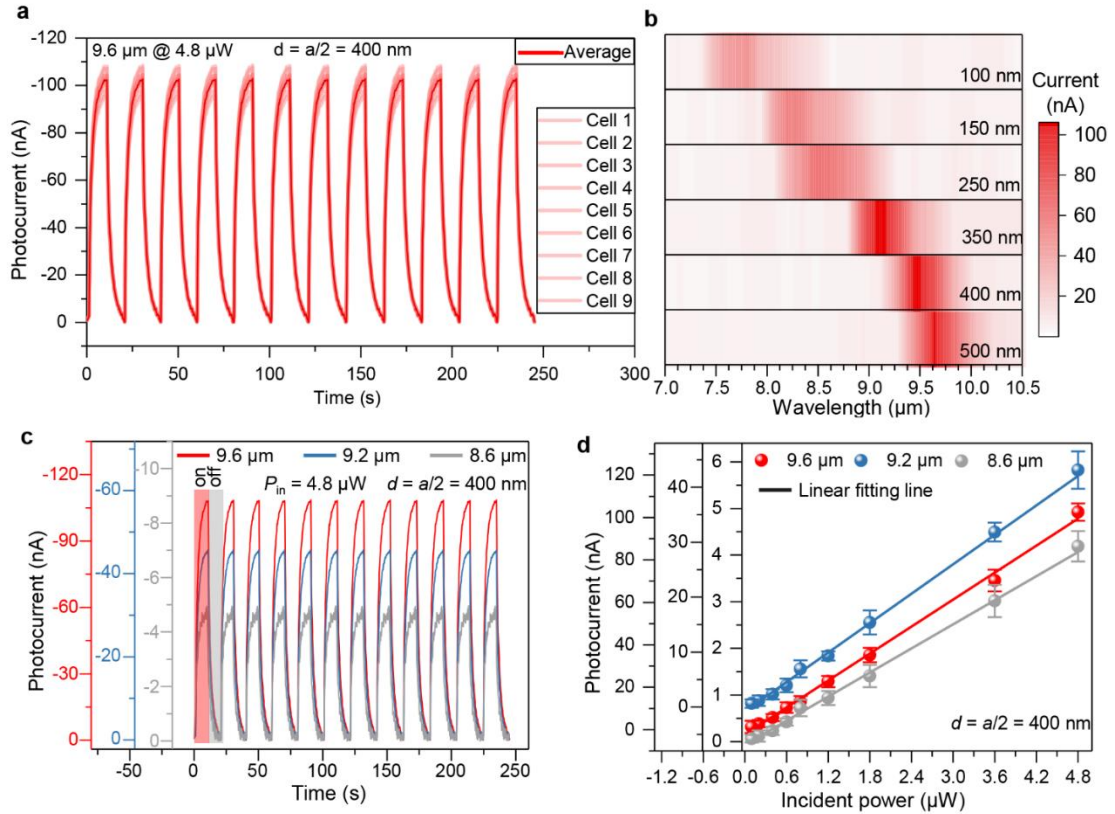 a
9.6 µm @ 4.8 µW d = a/2 = 400 nm
Average
Cell 1
Cell 2
Cell 3
Cell 4
Cell 5
Cell 6
Cell 7
Cell 8
Cell 9
-120
-100
-80
-60
-40
-20
0
Photocurrent (nA)
0 50 100 150 200 250 300
Time (s)
b
100 nm
150 nm
250 nm
350 nm
400 nm
500 nm
7.0 7.5 8.0 8.5 9.0 9.5 10.0 10.5
Wavelength (µm)
Current
(nA)
100
80
60
40
20
c
9.6 µm 9.2 µm 8.6 µm
on
off
Pin = 4.8 µW d = a/2 = 400 nm
-120
-90
-60
-30
0
-60
-40
-20
0
-10
-8
-6
-4
-2
0
Photocurrent (nA)
-50 0 50 100 150 200 250
Time (s)
d
9.6 µm 9.2 µm 8.6 µm
Linear fitting line
120
100
80
60
40
20
0
40
30
20
10
0
6
5
4
3
2
1
0
Photocurrent (nA)
d = a/2 = 400 nm
-1.2 -0.6 0.0 0.6 1.2 1.8 2.4 3.0 3.6 4.2 4.8
Incident power (µW)